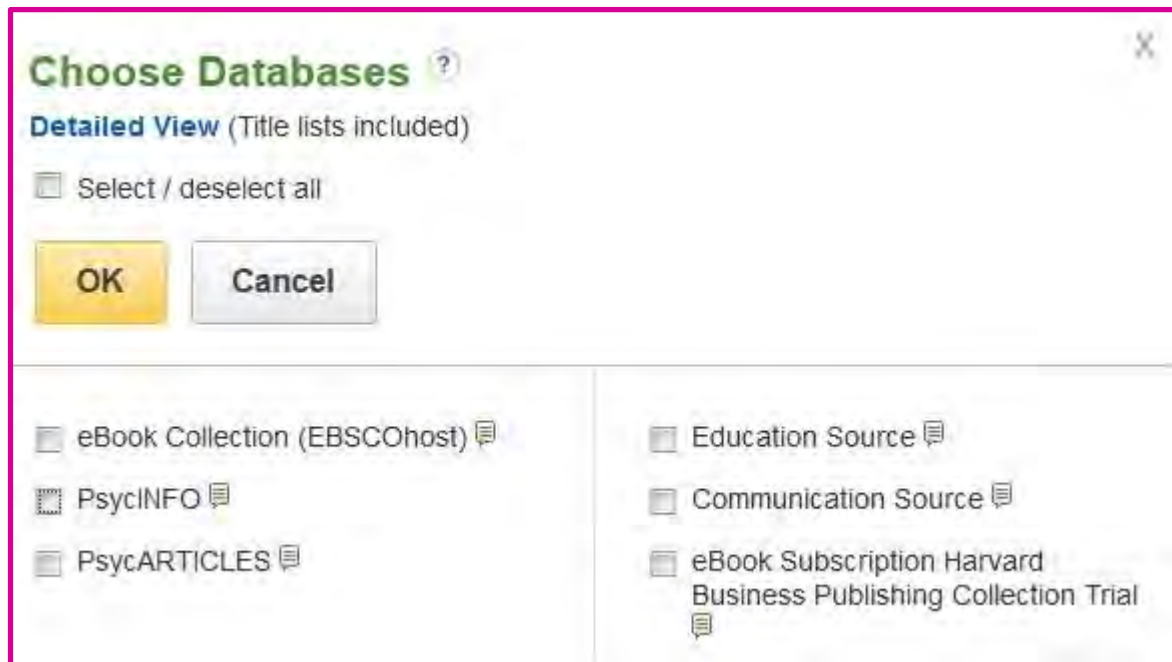 Choose Databases ?
X
Detailed View (Title lists included)
Select / deselect all
OK
Cancel
eBook Collection (EBSCOhost)
PsycINFO
PsycARTICLES
Education Source
Communication Source
eBook Subscription Harvard
Business Publishing Collection Trial